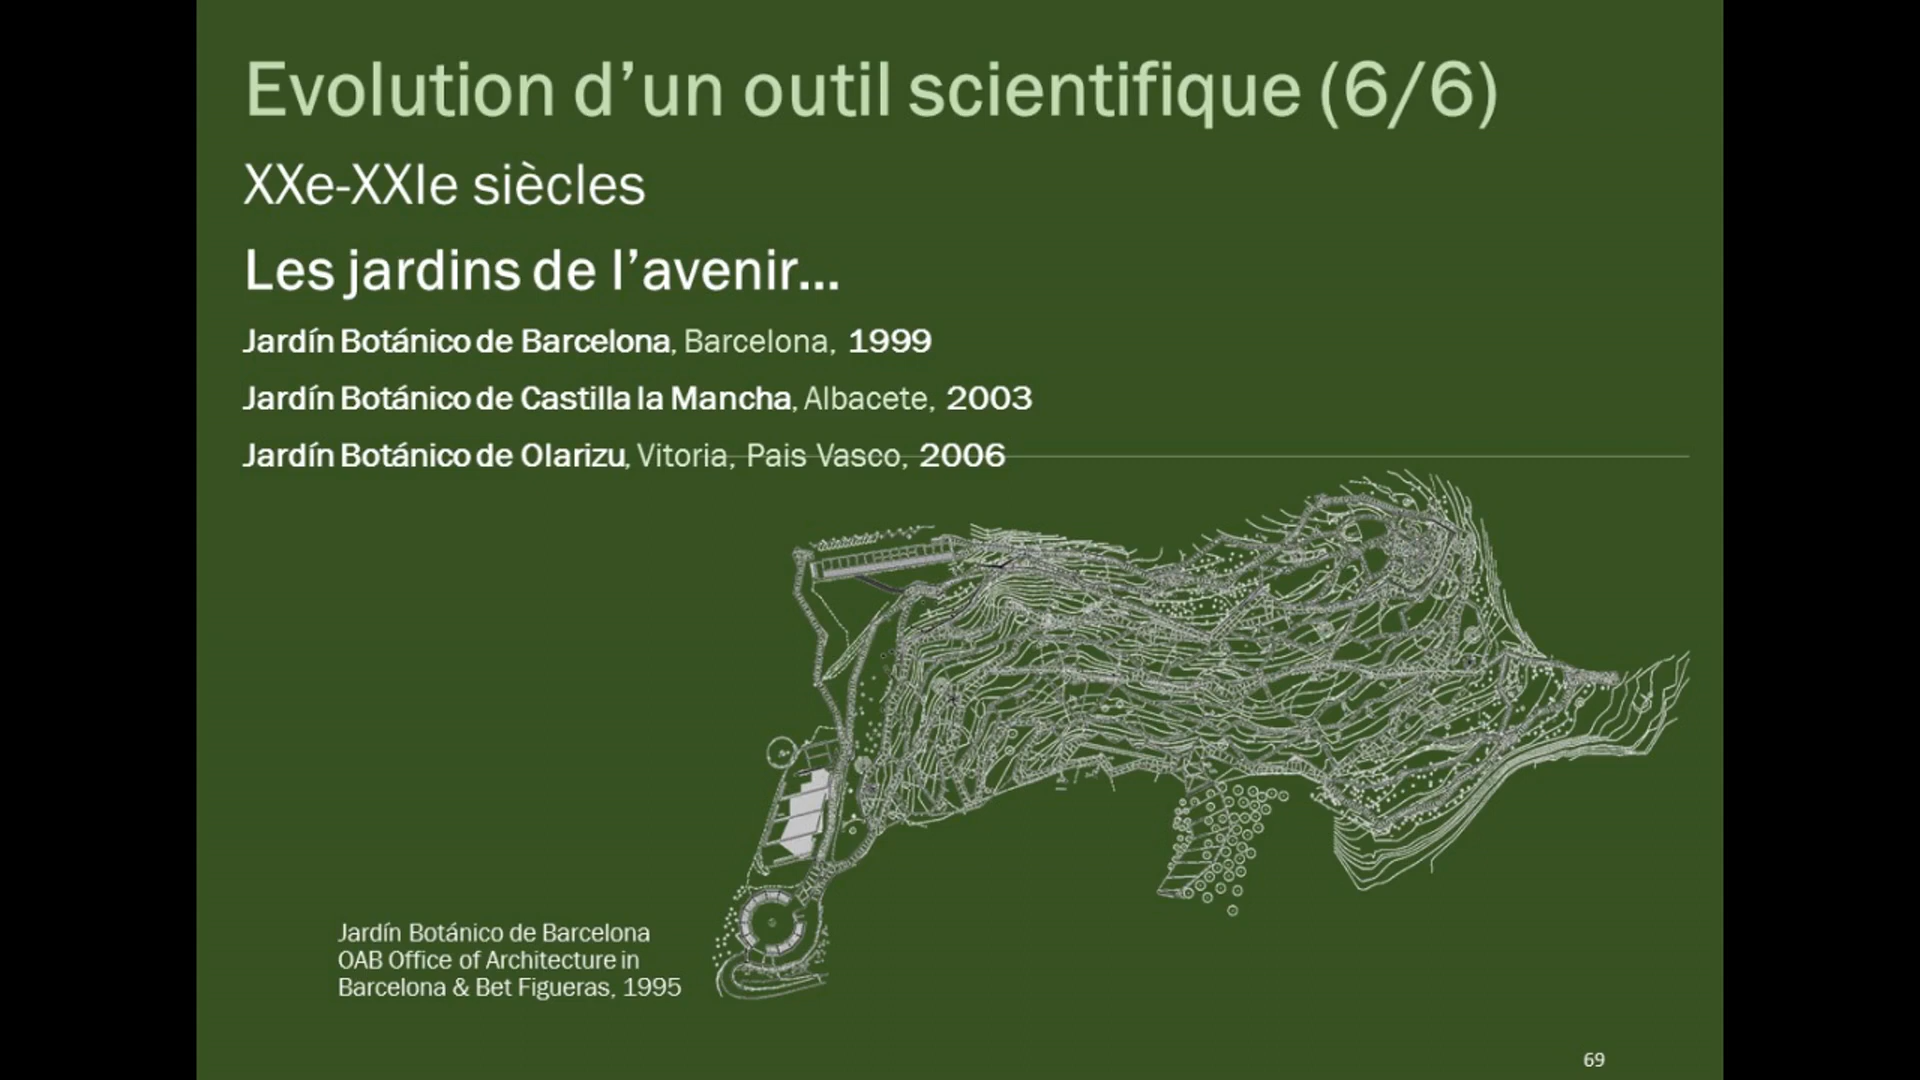 Evolution d’un outil scientifique (6/6)
XXe-XXIe siècles
Les jardins de l’avenir...
Jardín Botánico de Barcelona, Barcelona, 1999
Jardín Botánico de Castilla la Mancha, Albacete, 2003
Jardín Botánico de Olarizu, Vitoria, Pais Vasco, 2006
Jardín Botánico de Barcelona
OAB Office of Architecture in
Barcelona & Bet Figueras, 1995
69